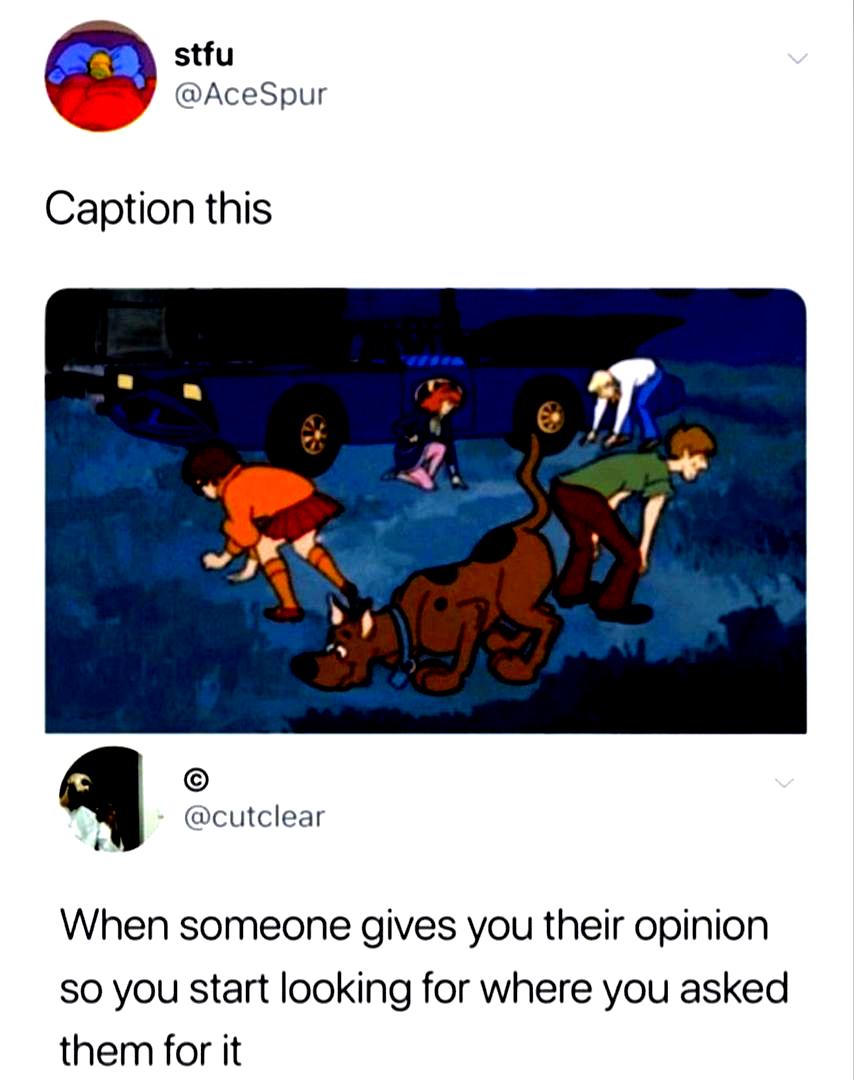 stfu
@AceSpur
Caption this
©
@cutclear
When someone gives you their opinion
so you start looking for where you asked
them for it